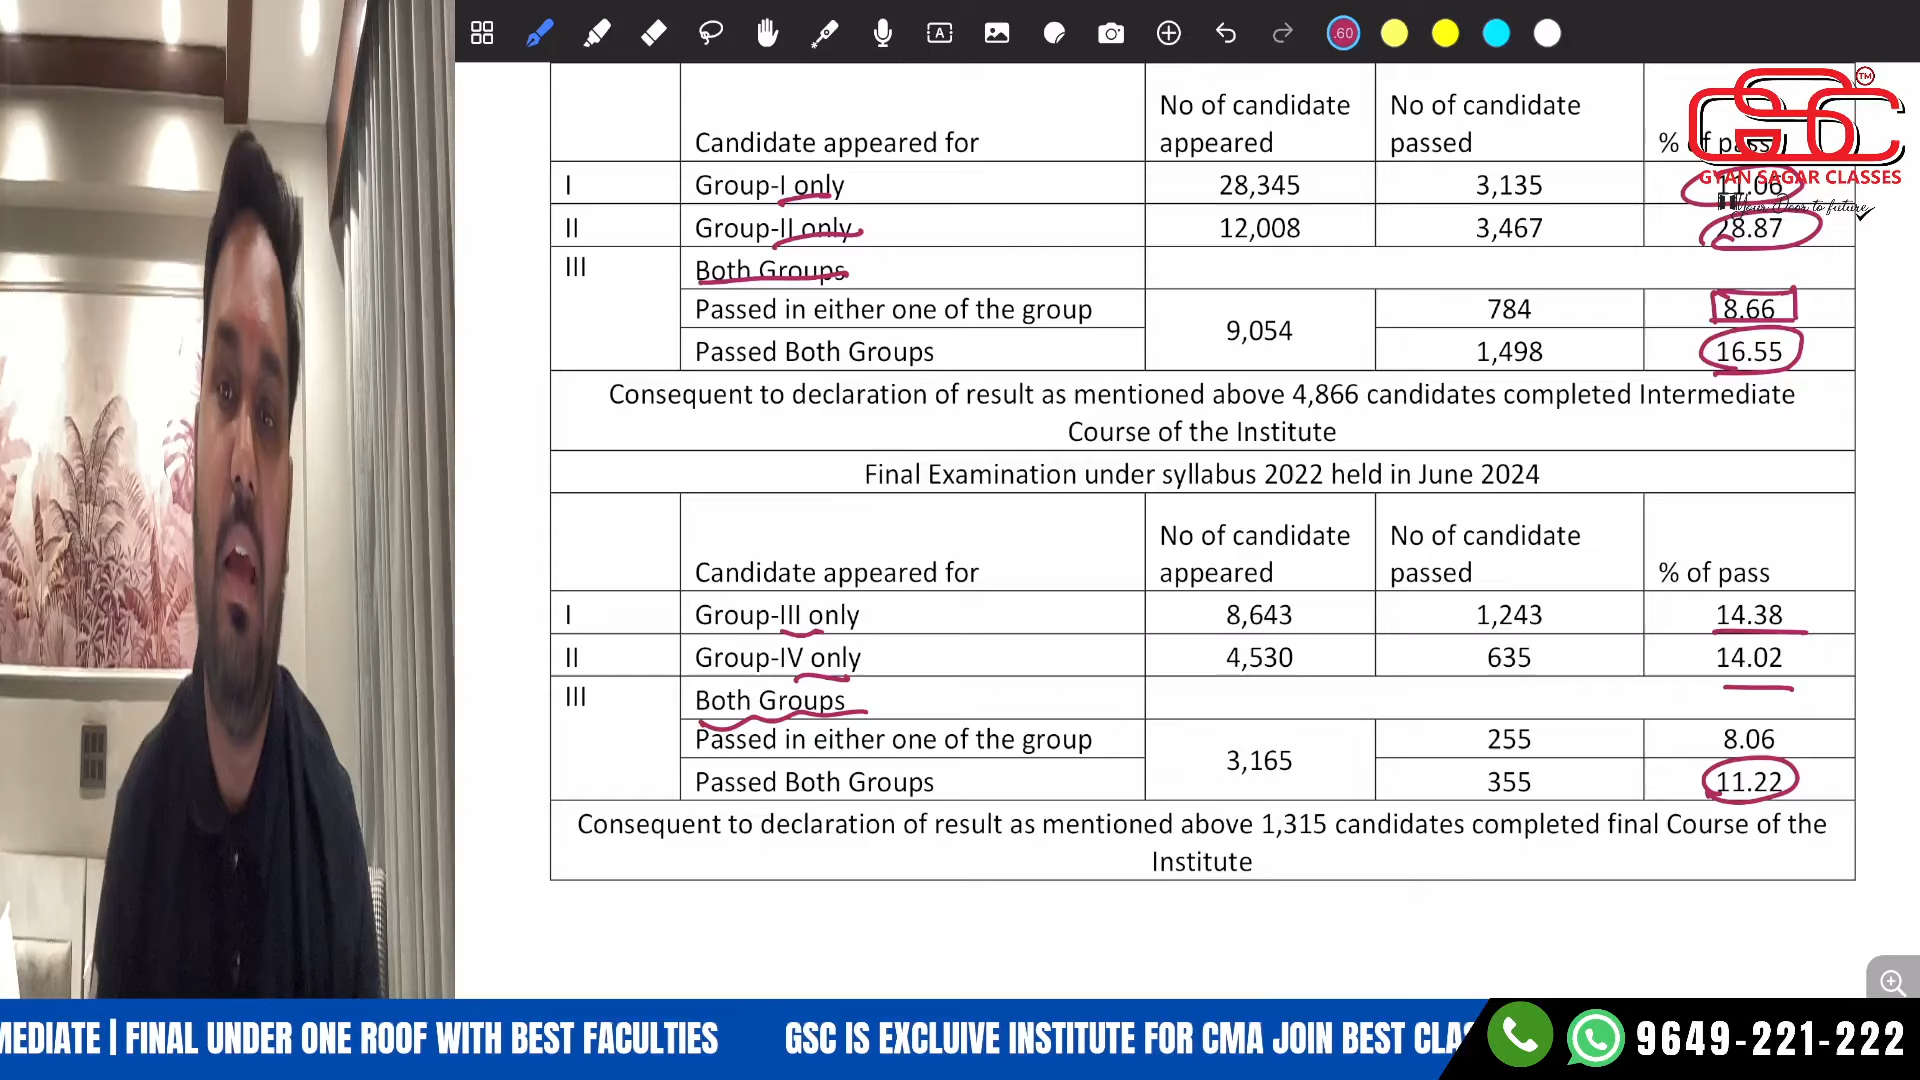 .60
A
No of candidate No of candidate
Candidate appeared for appeared passed % of pass
TM
GSC
GYAN SAGAR CLASSES
Your Door to future
I Group-I only 28,345 3,135 11.06
II Group-II only 12,008 3,467 28.87
III Both Groups
Passed in either one of the group 9,054 784 8.66
Passed Both Groups 1,498 16.55
Consequent to declaration of result as mentioned above 4,866 candidates completed Intermediate
Course of the Institute
Final Examination under syllabus 2022 held in June 2024
No of candidate No of candidate
Candidate appeared for appeared passed % of pass
I Group-III only 8,643 1,243 14.38
II Group-IV only 4,530 635 14.02
III Both Groups
Passed in either one of the group 3,165 255 8.06
Passed Both Groups 355 11.22
Consequent to declaration of result as mentioned above 1,315 candidates completed final Course of the
Institute
MEDIATE | FINAL UNDER ONE ROOF WITH BEST FACULTIES GSC IS EXCLUIVE INSTITUTE FOR CMA JOIN BEST CLAS 9649-221-222